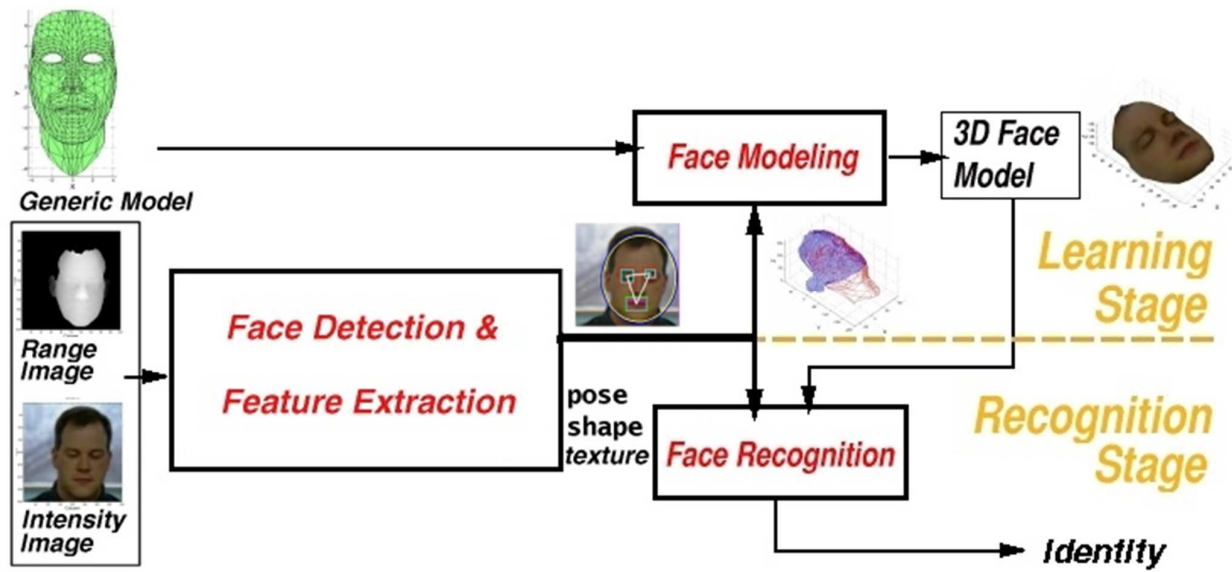 Generic Model
Range
Image
Intensity
Image
Face Detection &
Feature Extraction
pose
shape
texture
Face Modeling
3D Face
Model
Learning
Stage
Recognition
Stage
Face Recognition
Identity